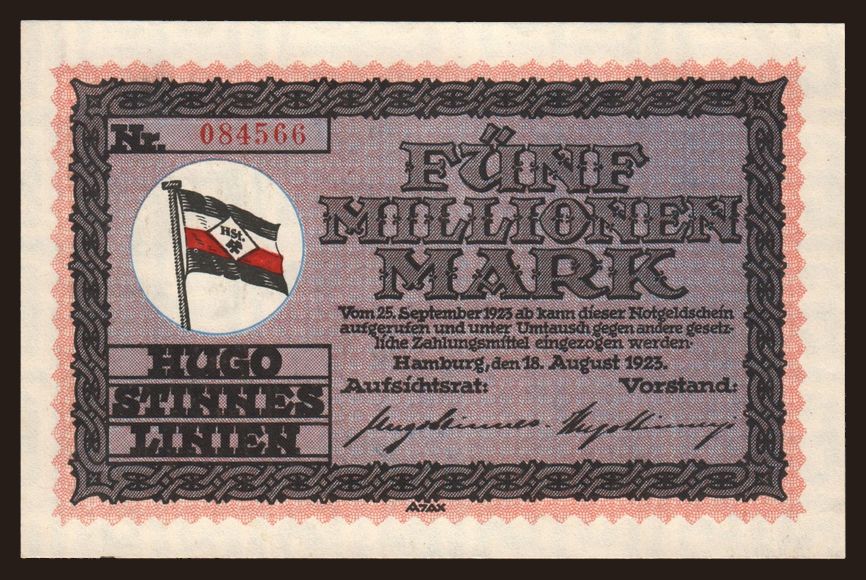 Nr. 084566
HSt.
FÜNF
MILLIONEN
MARK
Vom 25. September 1923 ab kann dieser Notgeldschein
aufgerufen und unter Umtausch gegen andere gesetz-
liche Zahlungsmittel eingezogen werden.
Hamburg, den 18. August 1923.
Aufsichtsrat: Vorstand:
HUGO
STINNES
LINIEN
AJAX